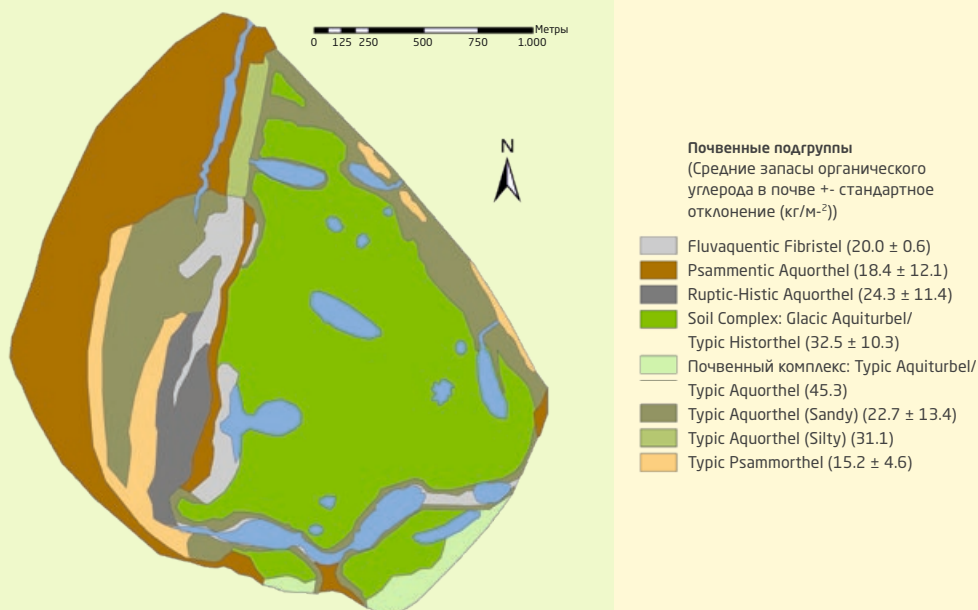 Метры
0 125 250 500 750 1.000
N
Почвенные подгруппы
(Средние запасы органического
углерода в почве +- стандартное
отклонение (кг/м-²))
Fluvaquentic Fibristel (20.0 ± 0.6)
Psammentic Aquorthel (18.4 ± 12.1)
Ruptic-Histic Aquorthel (24.3 ± 11.4)
Soil Complex: Glacic Aquiturbel/
Typic Historthel (32.5 ± 10.3)
Почвенный комплекс: Typic Aquiturbel/
Typic Aquorthel (45.3)
Typic Aquorthel (Sandy) (22.7 ± 13.4)
Typic Aquorthel (Silty) (31.1)
Typic Psammorthel (15.2 ± 4.6)